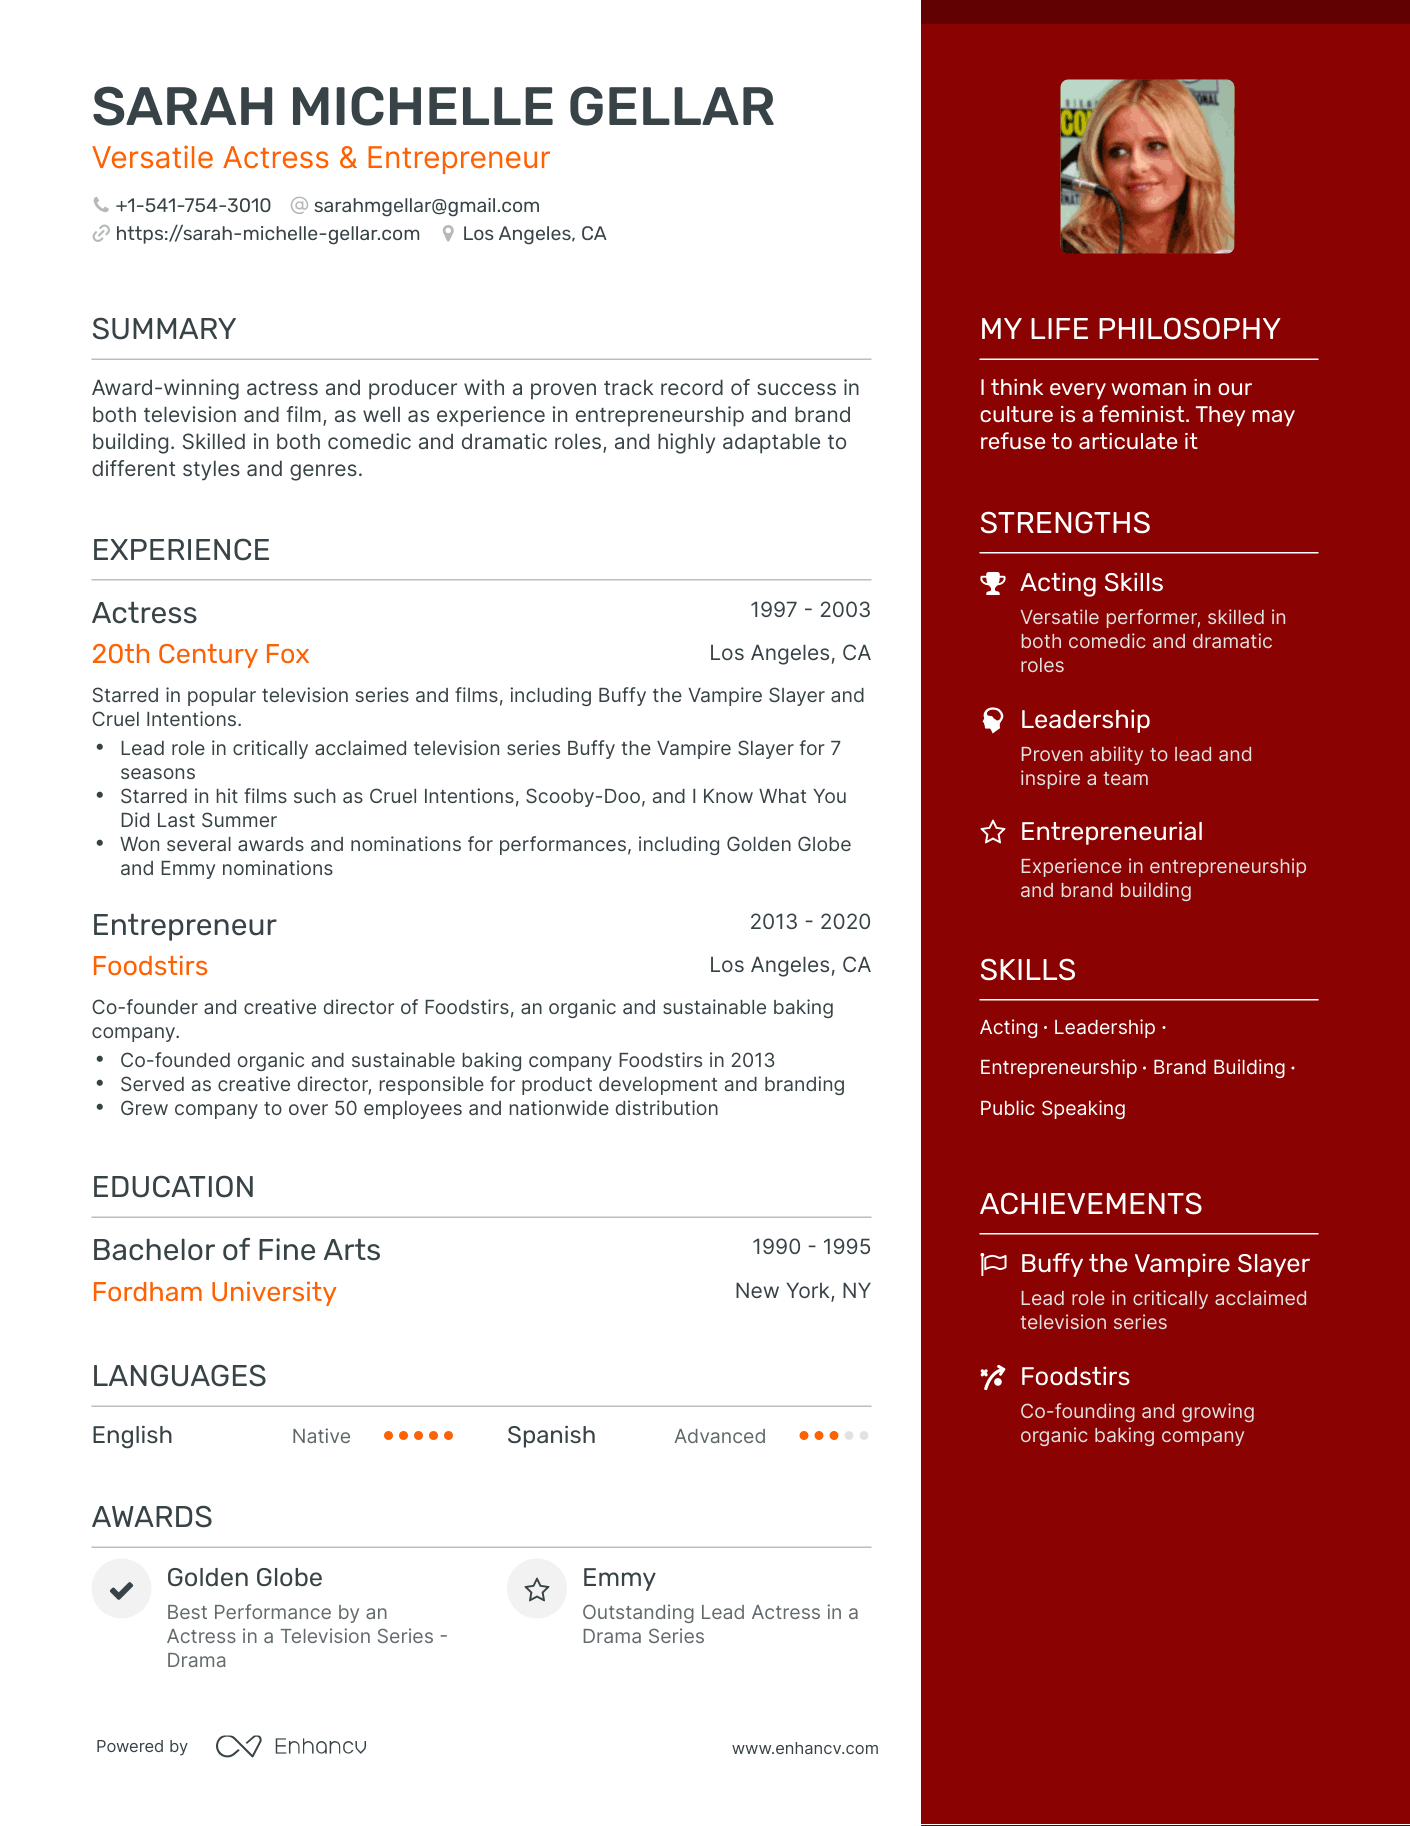 SARAH MICHELLE GELLAR
Versatile Actress & Entrepreneur
+1-541-754-3010 sarahmgellar@gmail.com
https://sarah-michelle-gellar.com Los Angeles, CA
SUMMARY
Award-winning actress and producer with a proven track record of success in
both television and film, as well as experience in entrepreneurship and brand
building. Skilled in both comedic and dramatic roles, and highly adaptable to
different styles and genres.
EXPERIENCE
Actress 1997 - 2003
20th Century Fox Los Angeles, CA
Starred in popular television series and films, including Buffy the Vampire Slayer and
Cruel Intentions.
• Lead role in critically acclaimed television series Buffy the Vampire Slayer for 7
seasons
• Starred in hit films such as Cruel Intentions, Scooby-Doo, and I Know What You
Did Last Summer
• Won several awards and nominations for performances, including Golden Globe
and Emmy nominations
Entrepreneur 2013 - 2020
Foodstirs Los Angeles, CA
Co-founder and creative director of Foodstirs, an organic and sustainable baking
company.
• Co-founded organic and sustainable baking company Foodstirs in 2013
• Served as creative director, responsible for product development and branding
• Grew company to over 50 employees and nationwide distribution
EDUCATION
Bachelor of Fine Arts 1990 - 1995
Fordham University New York, NY
LANGUAGES
English Native Spanish Advanced
AWARDS
Golden Globe
Best Performance by an
Actress in a Television Series -
Drama
Emmy
Outstanding Lead Actress in a
Drama Series
Powered by Enhancv www.enhancv.com
MY LIFE PHILOSOPHY
I think every woman in our
culture is a feminist. They may
refuse to articulate it
STRENGTHS
Acting Skills
Versatile performer, skilled in
both comedic and dramatic
roles
Leadership
Proven ability to lead and
inspire a team
Entrepreneurial
Experience in entrepreneurship
and brand building
SKILLS
Acting · Leadership ·
Entrepreneurship · Brand Building ·
Public Speaking
ACHIEVEMENTS
Buffy the Vampire Slayer
Lead role in critically acclaimed
television series
Foodstirs
Co-founding and growing
organic baking company